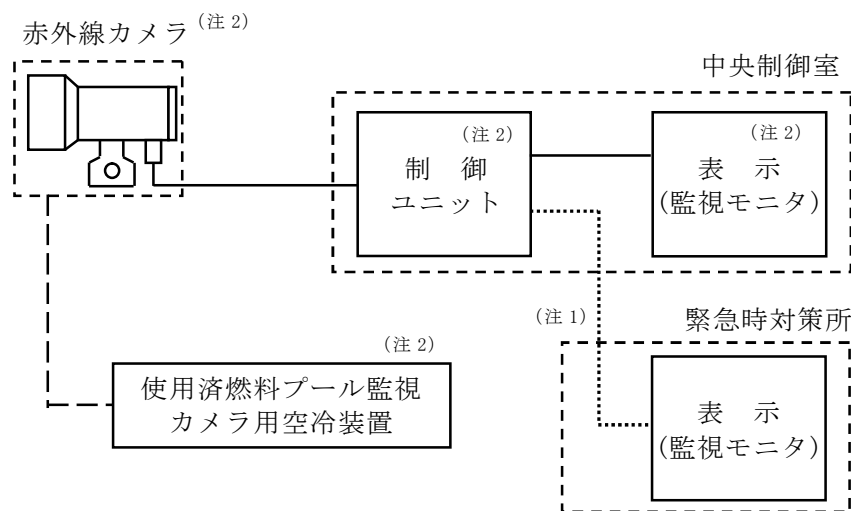 赤外線カメラ（注 2）
中央制御室
（注 2）
制　御
ユニット
（注 2）
表　示
(監視モニタ)
（注 1）
緊急時対策所
表　示
(監視モニタ)
（注 2）
使用済燃料プール監視
カメラ用空冷装置